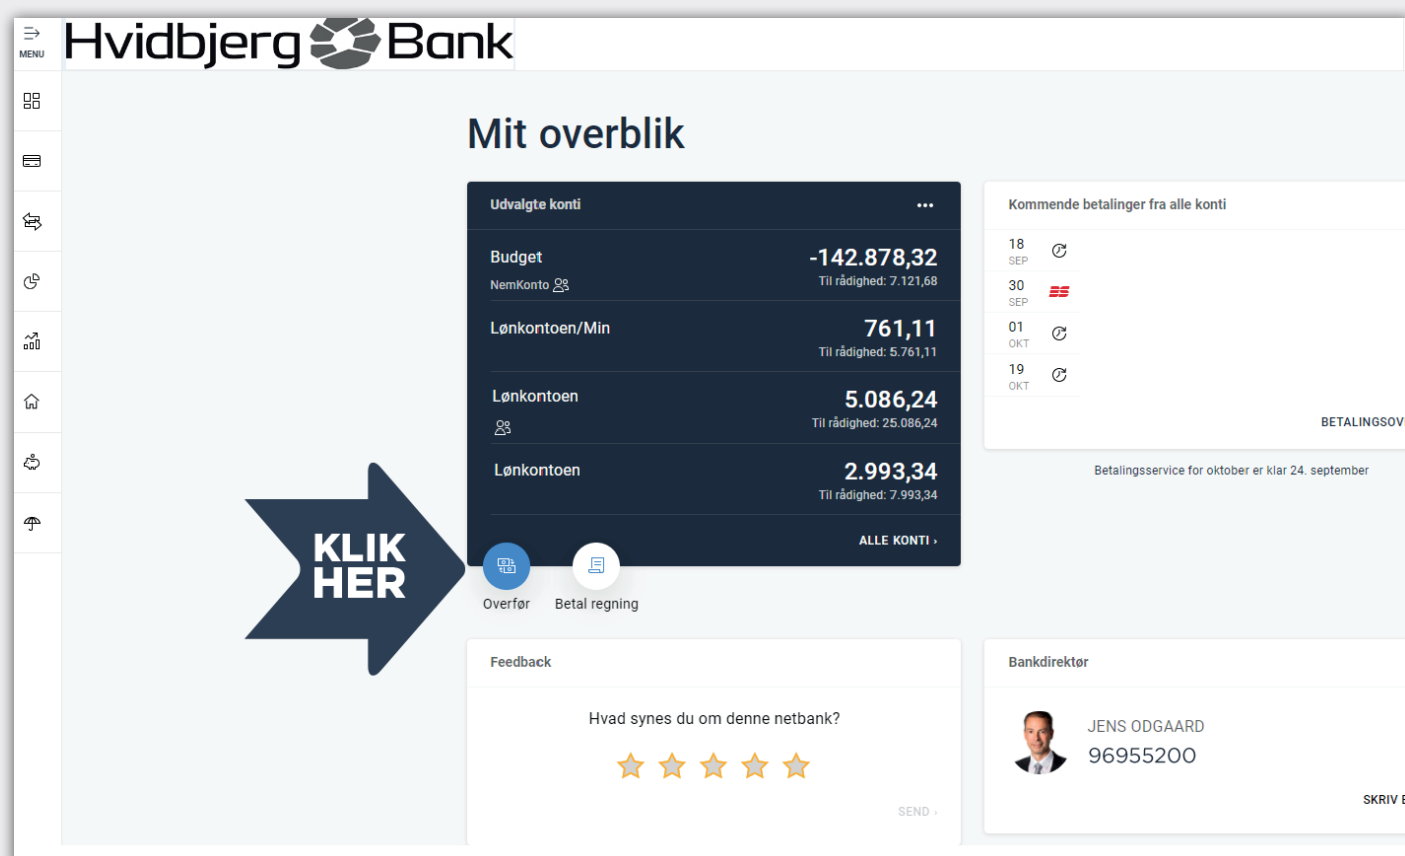 MENU
Hvidbjerg Bank
Mit overblik
Udvalgte konti
Budget
-142.878,32
NemKonto
Til rådighed: 7.121,68
Lønkontoen/Min
761,11
Til rådighed: 5.761,11
Lønkontoen
5.086,24
Til rådighed: 25.086,24
Lønkontoen
2.993,34
Til rådighed: 7.993,34
ALLE KONTI ›
KLIK
HER
Overfør
Betal regning
Kommende betalinger fra alle konti
18
SEP
30
SEP
01
OKT
19
OKT
BETALINGSOV
Betalingsservice for oktober er klar 24. september
Feedback
Hvad synes du om denne netbank?
SEND ›
Bankdirektør
JENS ODGAARD
96955200
SKRIV